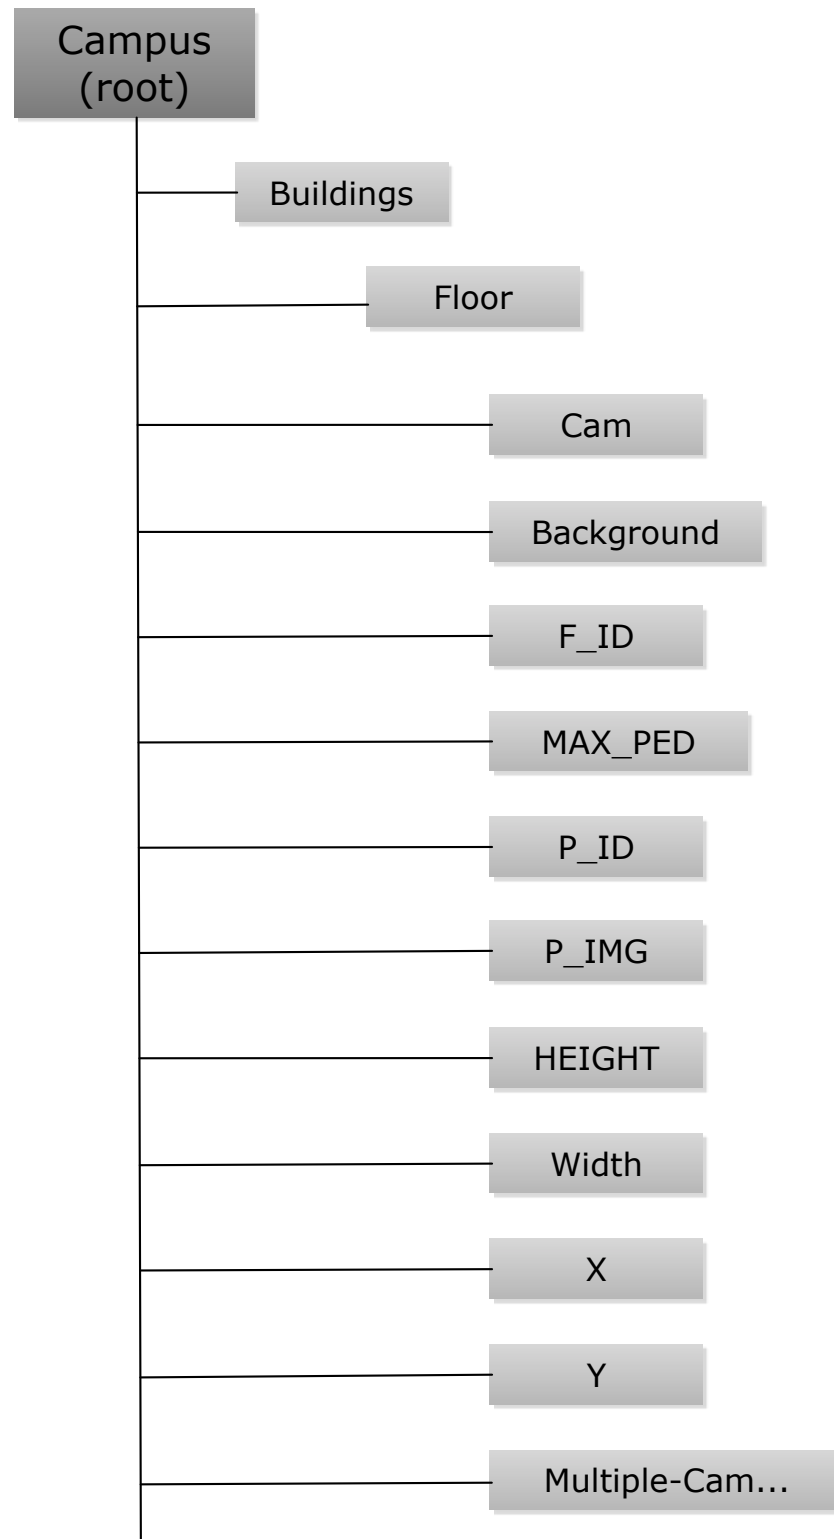 Campus
(root)
Buildings
Floor
Cam
Background
F_ID
MAX_PED
P_ID
P_IMG
HEIGHT
Width
X
Y
Multiple-Cam...